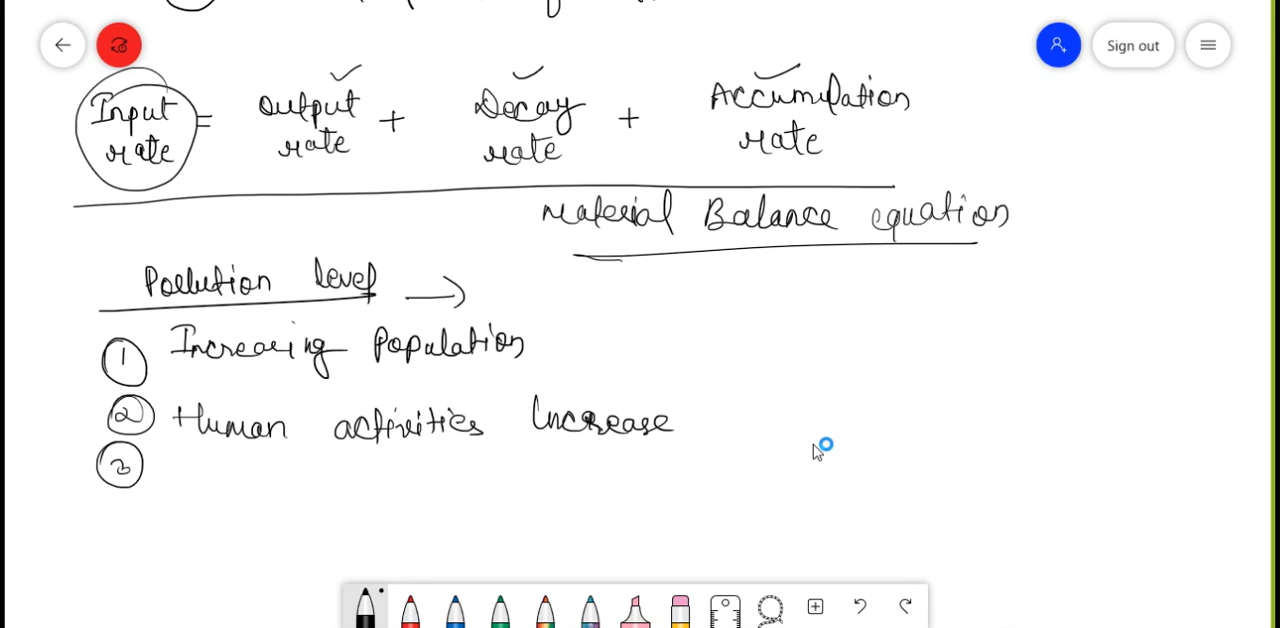 Sign out
Input rate = Output rate + Decay rate + Accumulation rate
Material Balance equation
Pollution level →
1 Increasing Population
2 Human activities Increase
3